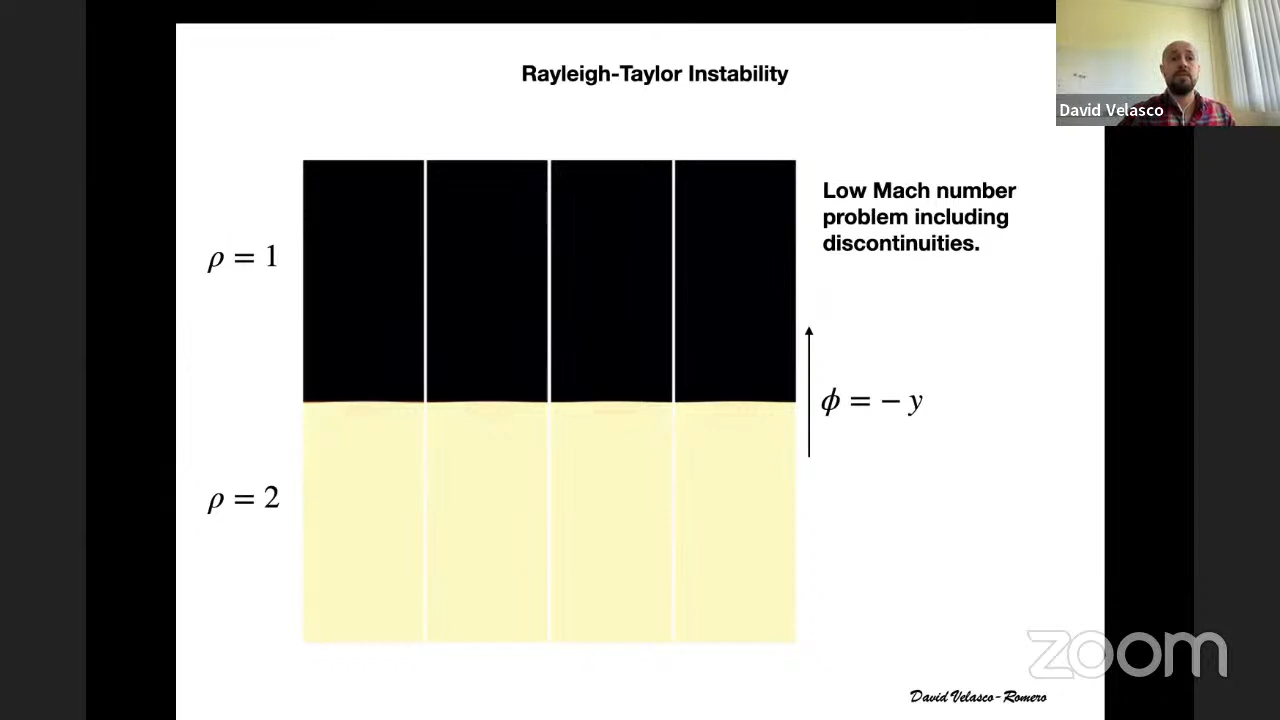 Rayleigh-Taylor Instability
David Velasco
Low Mach number
problem including
discontinuities.
ρ = 1
ϕ = − y
ρ = 2
zoom
David Velasco-Romero